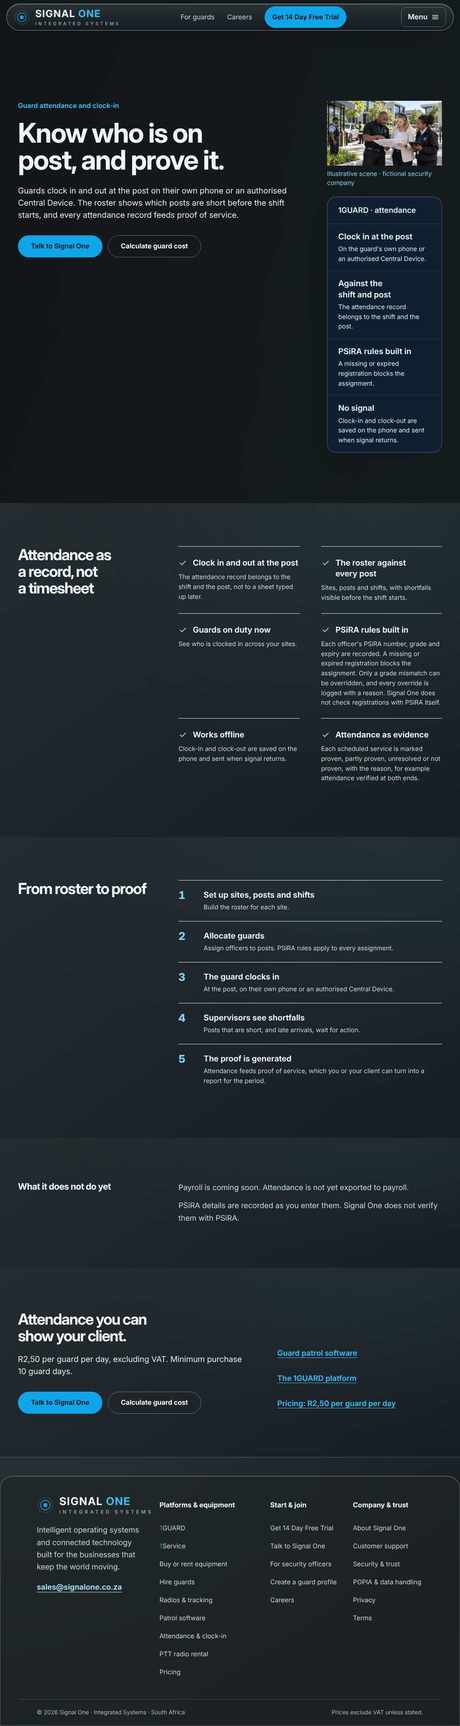 SIGNAL ONE
INTEGRATED SYSTEMS
For guards
Careers
Get 14 Day Free Trial
Menu
Guard attendance and clock-in
Know who is on
post, and prove it.
Guards clock in and out at the post on their own phone or an authorised
Central Device. The roster shows which posts are short before the shift
starts, and every attendance record feeds proof of service.
Talk to Signal One
Calculate guard cost
Illustrative scene · fictional security
company
1GUARD · attendance
Clock in at the post
On the guard's own phone or
an authorised Central Device.
Against the
shift and post
The attendance record
belongs to the shift and the
post.
PSiRA rules built in
A missing or expired
registration blocks the
assignment.
No signal
Clock-in and clock-out are
saved on the phone and sent
when signal returns.
Attendance as
a record, not
a timesheet
Clock in and out at the post
The attendance record belongs to the
shift and the post, not to a sheet typed
up later.
The roster against
every post
Sites, posts and shifts, with shortfalls
visible before the shift starts.
Guards on duty now
See who is clocked in across your sites.
PSiRA rules built in
Each officer's PSiRA number, grade and
expiry are recorded. A missing or
expired registration blocks the
assignment. Only a grade mismatch can
be overridden, and every override is
logged with a reason. Signal One does
not check registrations with PSiRA itself.
Works offline
Clock-in and clock-out are saved on the
phone and sent when signal returns.
Attendance as evidence
Each scheduled service is marked
proven, partly proven, unresolved or not
proven, with the reason, for example
attendance verified at both ends.
From roster to proof
1
Set up sites, posts and shifts
Build the roster for each site.
2
Allocate guards
Assign officers to posts. PSiRA rules apply to every assignment.
3
The guard clocks in
At the post, on their own phone or an authorised Central Device.
4
Supervisors see shortfalls
Posts that are short, and late arrivals, wait for action.
5
The proof is generated
Attendance feeds proof of service, which you or your client can turn into a
report for the period.
What it does not do yet
Payroll is coming soon. Attendance is not yet exported to payroll.
PSiRA details are recorded as you enter them. Signal One does not verify
them with PSiRA.
Attendance you can
show your client.
R2,50 per guard per day, excluding VAT. Minimum purchase
10 guard days.
Talk to Signal One
Calculate guard cost
Guard patrol software
The 1GUARD platform
Pricing: R2,50 per guard per day
SIGNAL ONE
INTEGRATED SYSTEMS
Intelligent operating systems
and connected technology
built for the businesses that
keep the world moving.
sales@signalone.co.za
Platforms & equipment
1GUARD
1Service
Buy or rent equipment
Hire guards
Radios & tracking
Patrol software
Attendance & clock-in
PTT radio rental
Pricing
Start & join
Get 14 Day Free Trial
Talk to Signal One
For security officers
Create a guard profile
Careers
Company & trust
About Signal One
Customer support
Security & trust
POPIA & data handling
Privacy
Terms
© 2026 Signal One · Integrated Systems · South Africa
Prices exclude VAT unless stated.